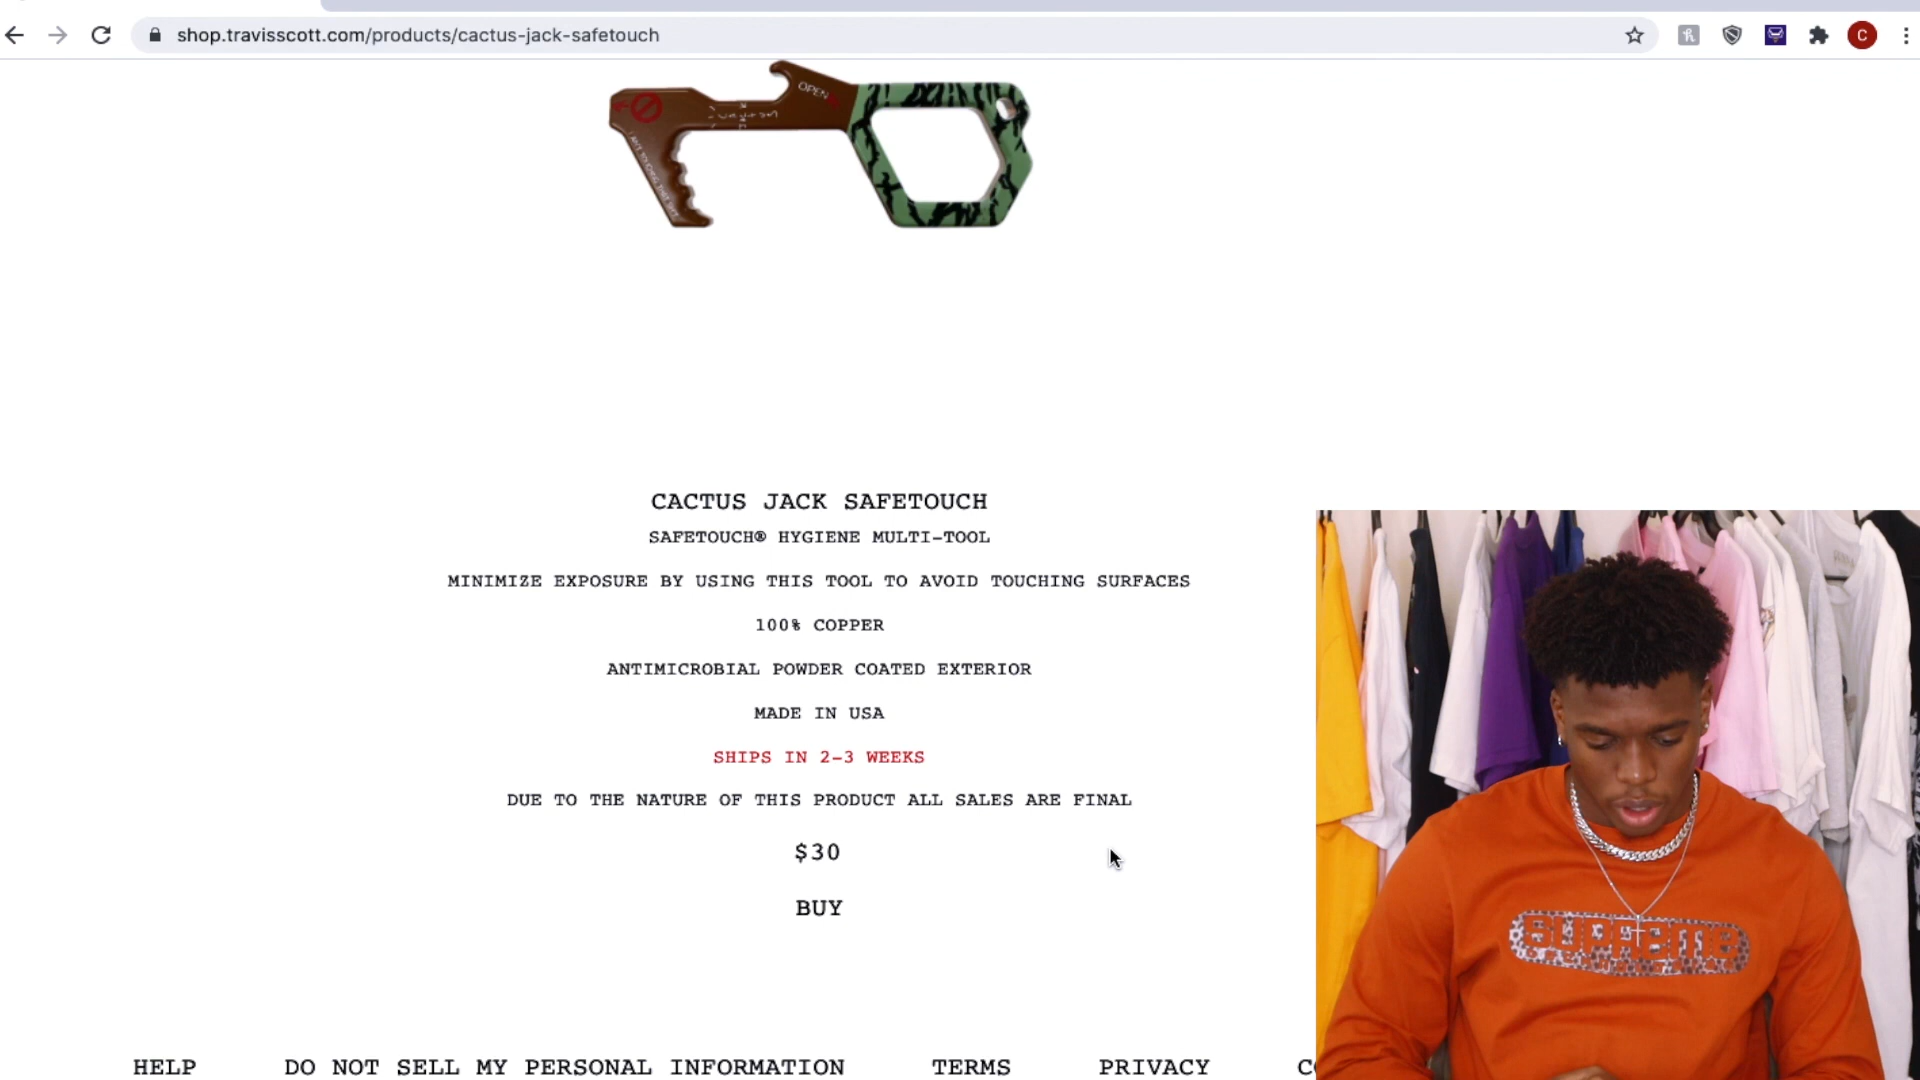 shop.travisscott.com/products/cactus-jack-safetouch
C
OPEN
CACTUS JACK SAFETOUCH
SAFETOUCH® HYGIENE MULTI-TOOL
MINIMIZE EXPOSURE BY USING THIS TOOL TO AVOID TOUCHING SURFACES
100% COPPER
ANTIMICROBIAL POWDER COATED EXTERIOR
MADE IN USA
SHIPS IN 2-3 WEEKS
DUE TO THE NATURE OF THIS PRODUCT ALL SALES ARE FINAL
$30
BUY
SUPREME
HELP DO NOT SELL MY PERSONAL INFORMATION TERMS PRIVACY